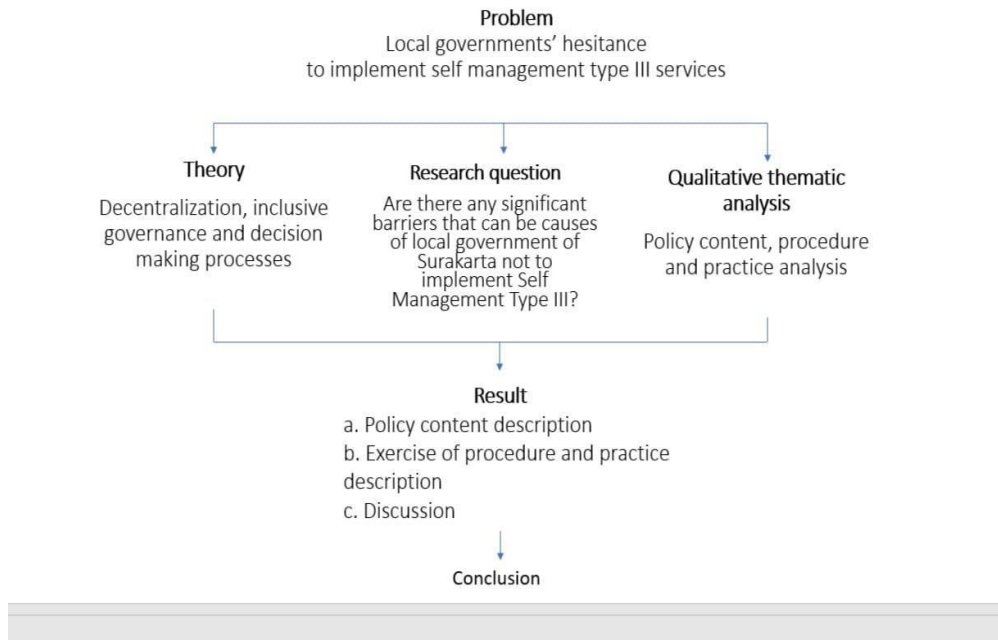 Problem
Local governments’ hesitance
to implement self management type III services
Theory
Decentralization, inclusive
governance and decision
making processes
Research question
Are there any significant
barriers that can be causes
of local government of
Surakarta not to
implement Self
Management Type III?
Qualitative thematic
analysis
Policy content, procedure
and practice analysis
Result
a. Policy content description
b. Exercise of procedure and practice
description
c. Discussion
Conclusion